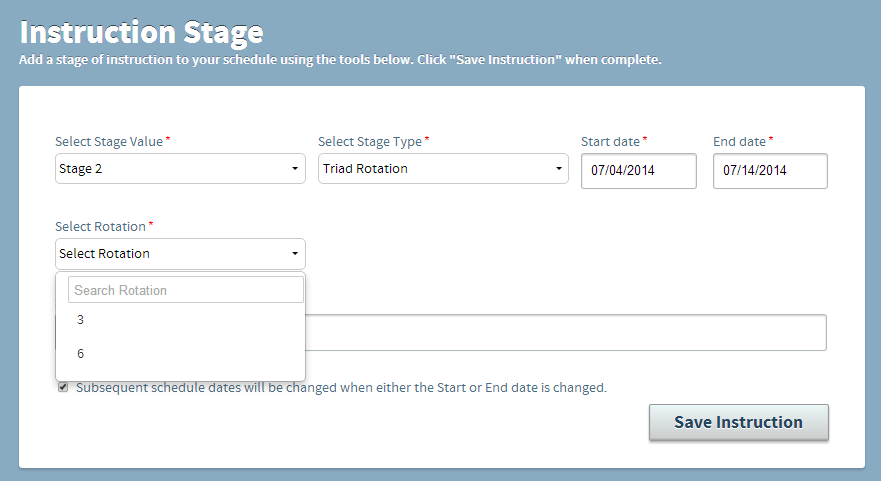 Instruction Stage
Add a stage of instruction to your schedule using the tools below. Click "Save Instruction" when complete.
Select Stage Value * Select Stage Type * Start date * End date *
Stage 2 Triad Rotation 07/04/2014 07/14/2014
Select Rotation *
Select Rotation
Search Rotation
3
6
Subsequent schedule dates will be changed when either the Start or End date is changed.
Save Instruction